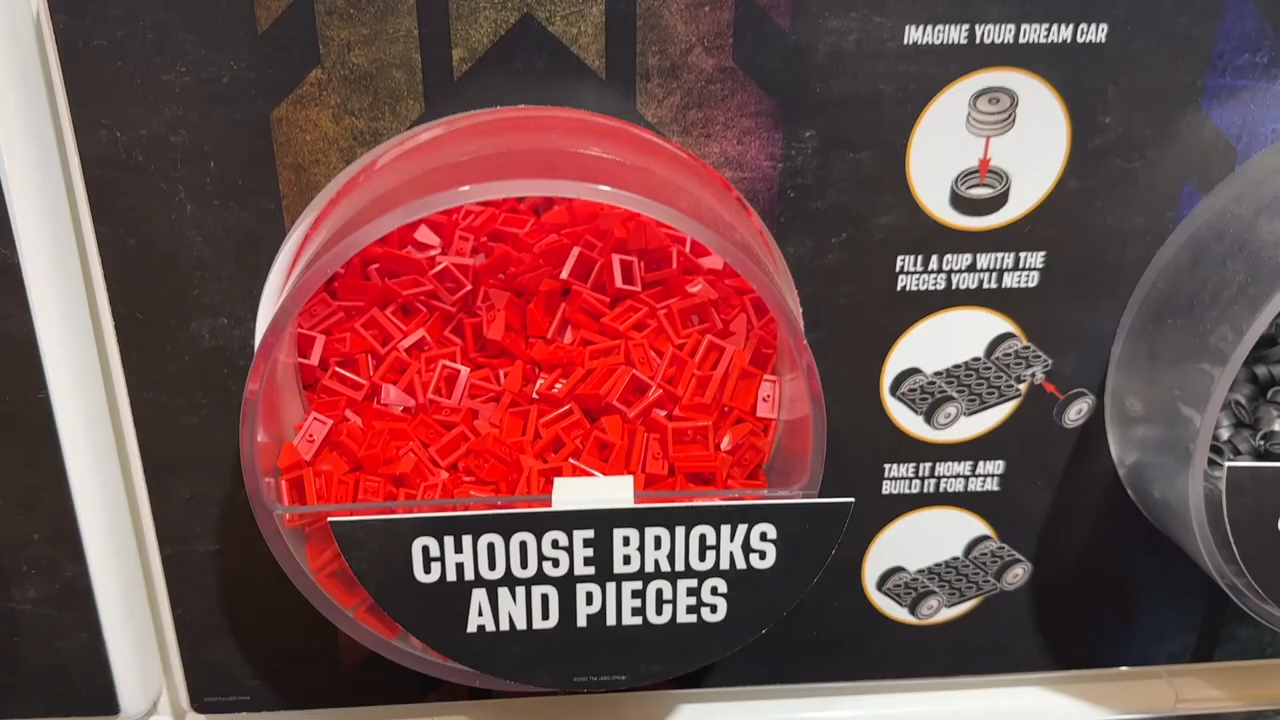 IMAGINE YOUR DREAM CAR
FILL A CUP WITH THE
PIECES YOU'LL NEED
TAKE IT HOME AND
BUILD IT FOR REAL
CHOOSE BRICKS
AND PIECES